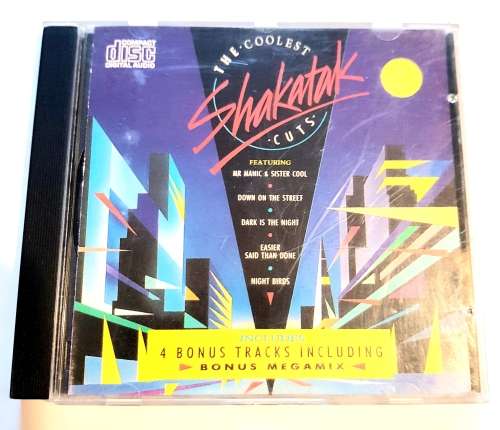 COMPACT
disc
DIGITAL AUDIO
THE · COOLEST
Shakatak
· CUTS ·
FEATURING
MR MANIC & SISTER COOL
DOWN ON THE STREET
DARK IS THE NIGHT
EASIER
SAID THAN DONE
NIGHT BIRDS
INCLUDES
4 BONUS TRACKS INCLUDING
BONUS MEGAMIX